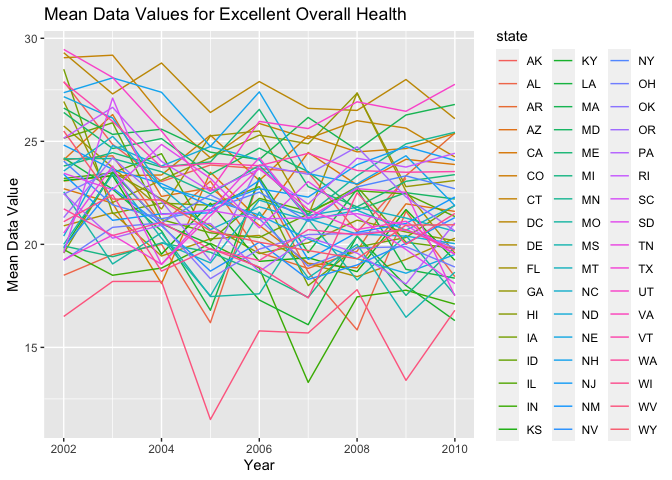 Mean Data Values for Excellent Overall Health
30
25
20
15
Mean Data Value
2002 2004 2006 2008 2010
Year
state
AK KY NY
AL LA OH
AR MA OK
AZ MD OR
CA ME PA
CO MI RI
CT MN SC
DC MO SD
DE MS TN
FL MT TX
GA NC UT
HI ND VA
IA NE VT
ID NH WA
IL NJ WI
IN NM WV
KS NV WY